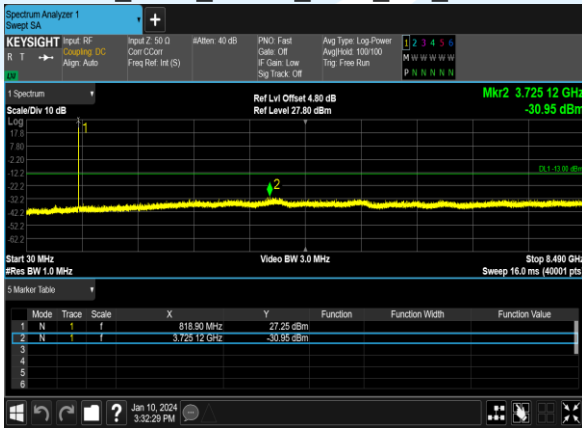 Spectrum Analyzer 1
Swept SA
+
KEYSIGHT Input: RF Input Z: 50 Ω #Atten: 40 dB PNO: Fast Avg Type: Log-Power 1 2 3 4 5 6
R T Coupling: DC Corr CCorr Gate: Off Avg|Hold: 100/100 M W W W W W
Align: Auto Freq Ref: Int (S) IF Gain: Low Trig: Free Run
Sig Track: Off P N N N N N
1 Spectrum Ref Lvl Offset 4.80 dB Mkr2 3.725 12 GHz
Scale/Div 10 dB Ref Level 27.80 dBm -30.95 dBm
Log
17.8
7.80
-2.20
-12.2
-22.2
-32.2
-42.2
-52.2
-62.2
1
DL1 -13.00 dBm
2
Start 30 MHz Video BW 3.0 MHz Stop 8.490 GHz
#Res BW 1.0 MHz Sweep 16.0 ms (40001 pts)
5 Marker Table
Mode Trace Scale X Y Function Function Width Function Value
1 N 1 f 818.90 MHz 27.25 dBm
2 N 1 f 3.725 12 GHz -30.95 dBm
3
4
5
6
? Jan 10, 2024
3:32:29 PM